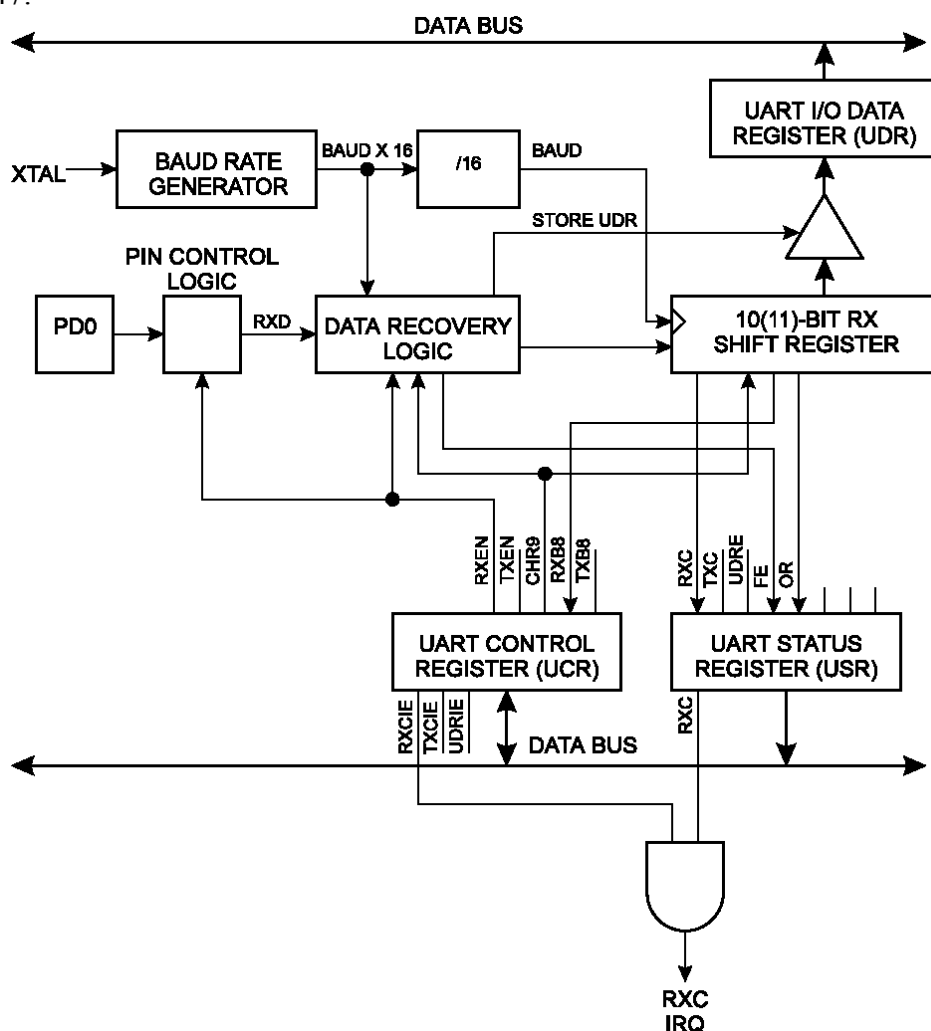 DATA BUS
UART I/O DATA
REGISTER (UDR)
XTAL
BAUD RATE
GENERATOR
BAUD X 16
/16
BAUD
STORE UDR
PIN CONTROL
LOGIC
PD0
RXD
DATA RECOVERY
LOGIC
10(11)-BIT RX
SHIFT REGISTER
RXEN
TXEN
CHR9
RXB8
TXB8
RXC
TXC
UDRE
FE
OR
UART CONTROL
REGISTER (UCR)
UART STATUS
REGISTER (USR)
RXCIE
TXCIE
UDRIE
RXC
DATA BUS
RXC
IRQ